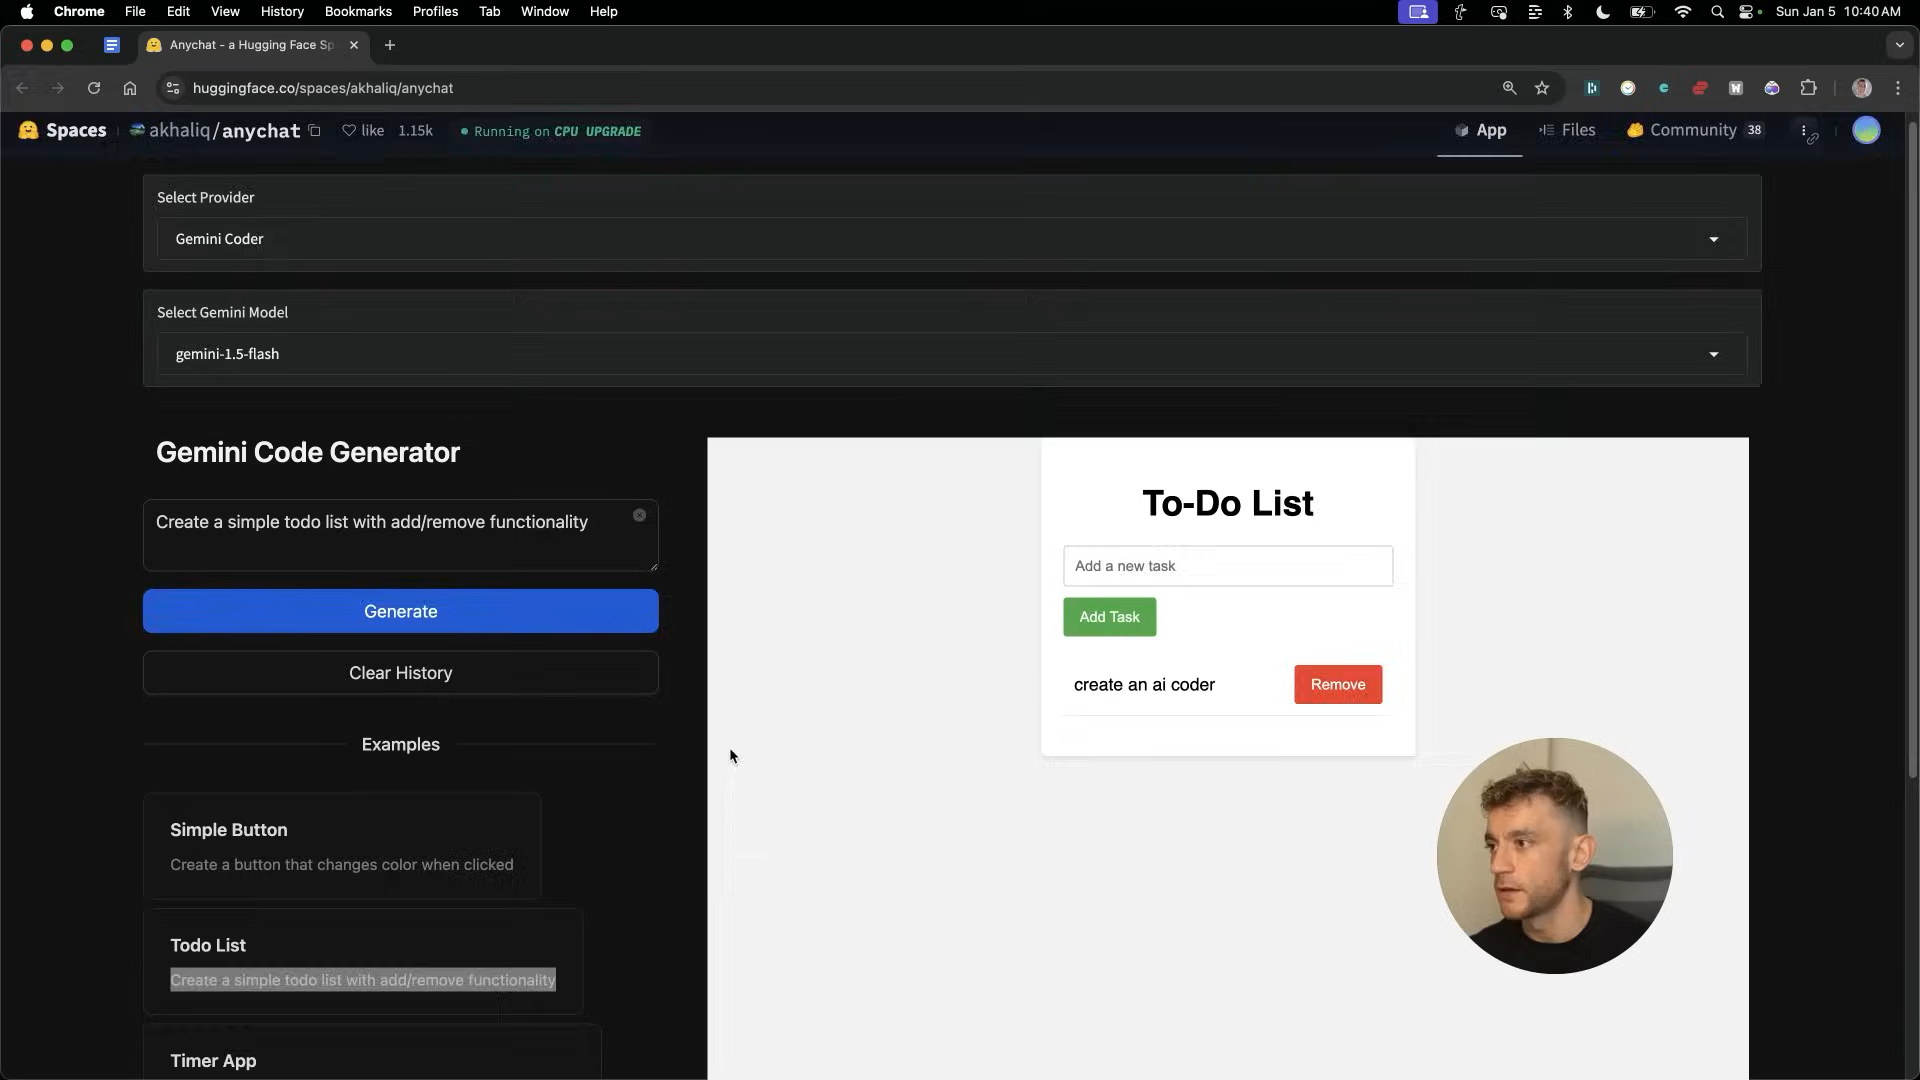 Chrome File Edit View History Bookmarks Profiles Tab Window Help Sun Jan 5 10:40 AM
Anychat - a Hugging Face Sp
huggingface.co/spaces/akhaliq/anychat
Spaces akhaliq/anychat like 1.15k Running on CPU UPGRADE App Files Community 38
Select Provider
Gemini Coder
Select Gemini Model
gemini-1.5-flash
Gemini Code Generator
Create a simple todo list with add/remove functionality
Generate
Clear History
Examples
Simple Button
Create a button that changes color when clicked
Todo List
Create a simple todo list with add/remove functionality
Timer App
To-Do List
Add a new task
Add Task
create an ai coder Remove